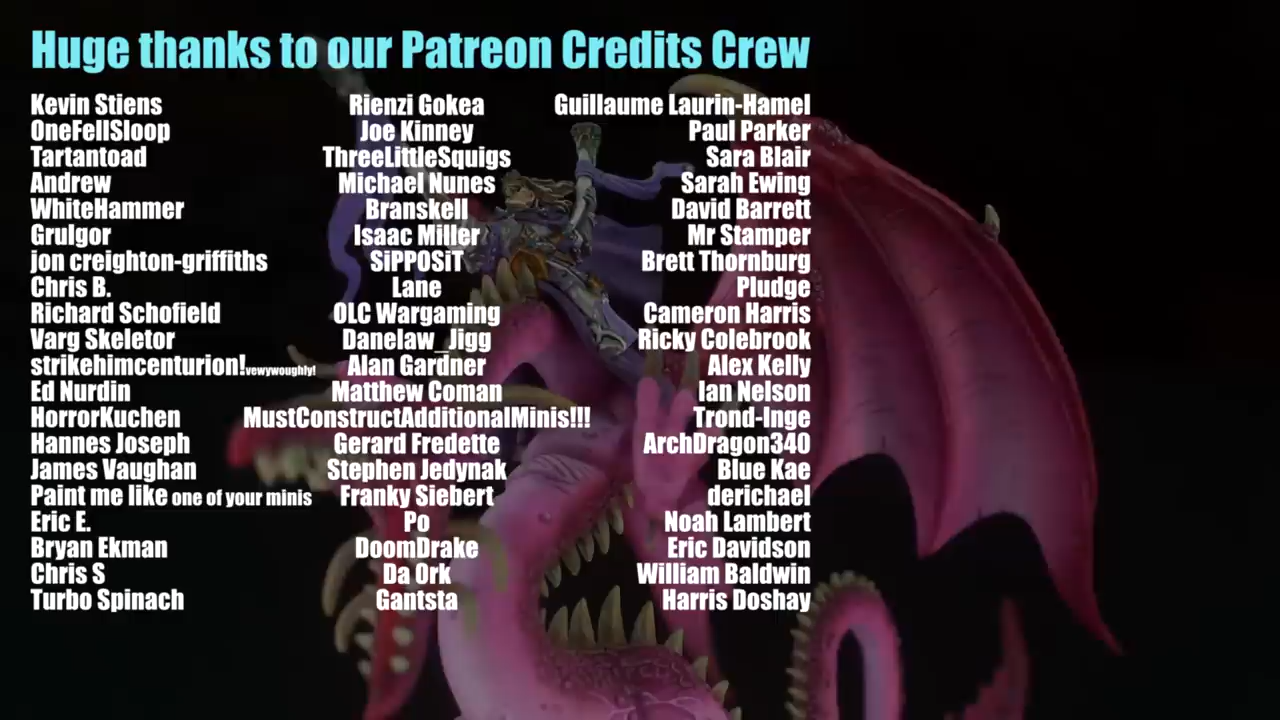 Huge thanks to our Patreon Credits Crew
Kevin Stiens
OneFellSloop
Tartantoad
Andrew
WhiteHammer
Grulgor
jon creighton-griffiths
Chris B.
Richard Schofield
Varg Skeletor
strikehimcenturion!vewywoughly!
Ed Nurdin
HorrorKuchen
Hannes Joseph
James Vaughan
Paint me like one of your minis
Eric E.
Bryan Ekman
Chris S
Turbo Spinach
Rienzi Gokea
Joe Kinney
ThreeLittleSquigs
Michael Nunes
Branskell
Isaac Miller
SiPPOSiT
Lane
OLC Wargaming
Danelaw_Jigg
Alan Gardner
Matthew Coman
MustConstructAdditionalMinis!!!
Gerard Fredette
Stephen Jedynak
Franky Siebert
Po
DoomDrake
Da Ork
Gantsta
Guillaume Laurin-Hamel
Paul Parker
Sara Blair
Sarah Ewing
David Barrett
Mr Stamper
Brett Thornburg
Pludge
Cameron Harris
Ricky Colebrook
Alex Kelly
Ian Nelson
Trond-Inge
ArchDragon340
Blue Kae
derichael
Noah Lambert
Eric Davidson
William Baldwin
Harris Doshay